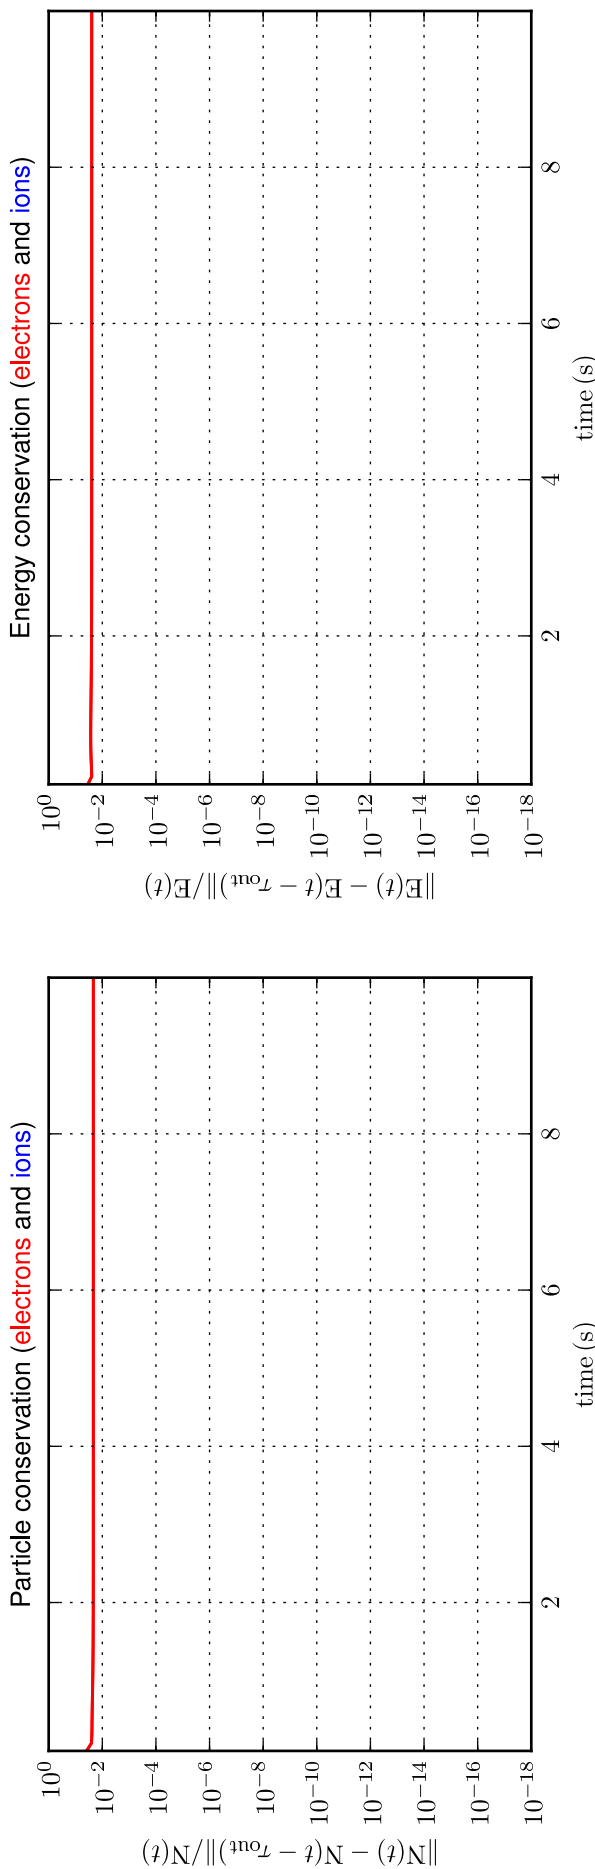 Particle conservation (electrons and ions)
‖N(t) − N(t − τout)‖/N(t)
10^0
10^−2
10^−4
10^−6
10^−8
10^−10
10^−12
10^−14
10^−16
10^−18
2 4 6 8
time (s)
Energy conservation (electrons and ions)
‖E(t) − E(t − τout)‖/E(t)
10^0
10^−2
10^−4
10^−6
10^−8
10^−10
10^−12
10^−14
10^−16
10^−18
2 4 6 8
time (s)